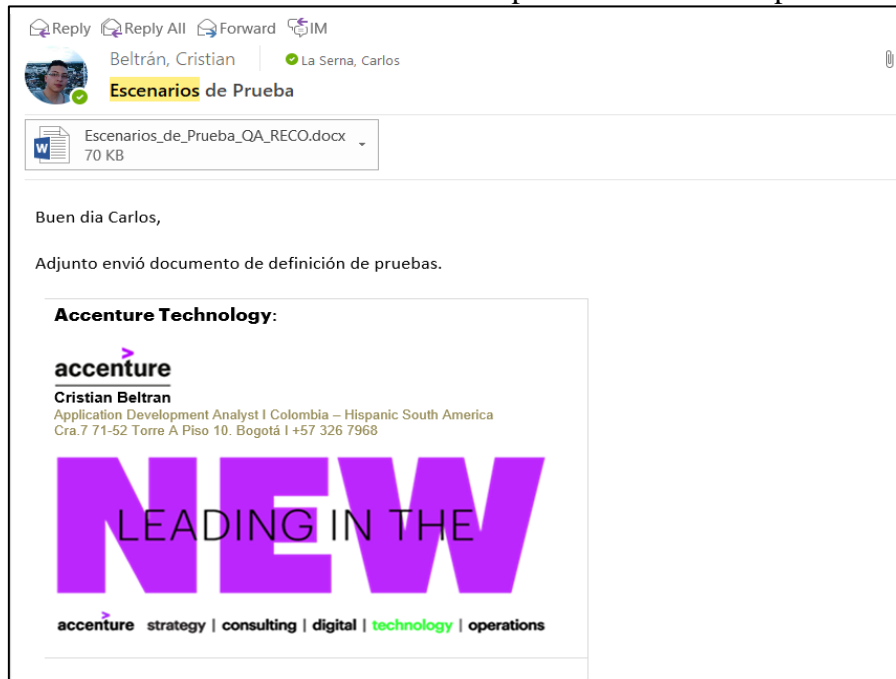 Reply Reply All Forward IM
Beltrán, Cristian La Serna, Carlos
Escenarios de Prueba
Escenarios_de_Prueba_QA_RECO.docx
70 KB
Buen dia Carlos,
Adjunto envió documento de definición de pruebas.
Accenture Technology:
accenture
Cristian Beltran
Application Development Analyst I Colombia – Hispanic South America
Cra.7 71-52 Torre A Piso 10. Bogotá I +57 326 7968
NEW
LEADING IN THE
accenture strategy | consulting | digital | technology | operations